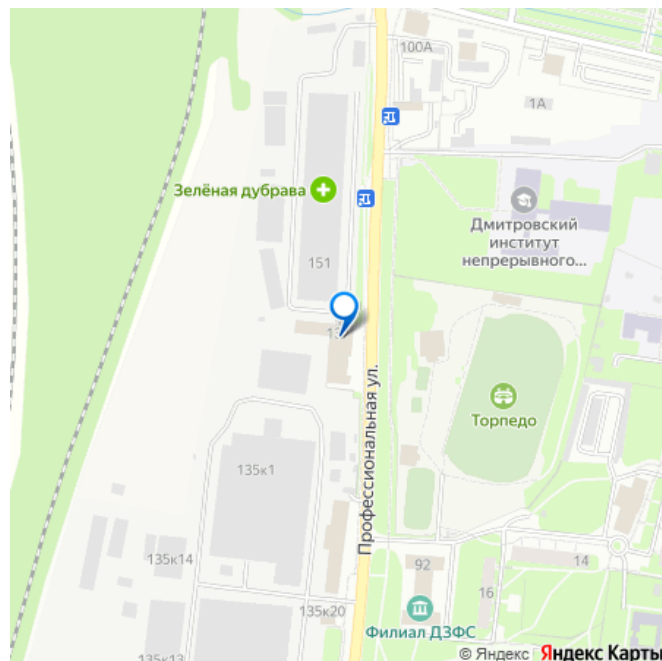 100А
1А
Зелёная дубрава
Дмитровский
институт
непрерывного...
151
Профессиональная ул.
Торпедо
135к1
135к14
92
14
16
135к20
Филиал ДЗФС
135к13
© Яндекс Яндекс Карты